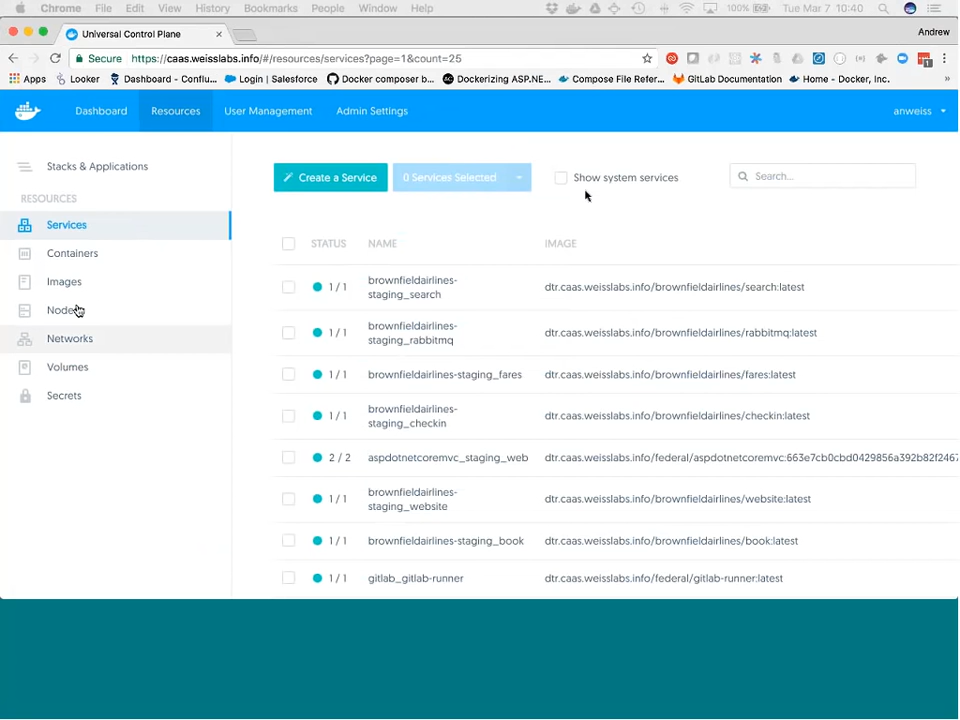 Chrome File Edit View History Bookmarks People Window Help 100% Tue Mar 7 10:40
Universal Control Plane Andrew
Secure https://caas.weisslabs.info/#/resources/services?page=1&count=25
Apps Looker Dashboard - Conflu... Login | Salesforce Docker composer b... Dockerizing ASP.NE... Compose File Refer... GitLab Documentation Home - Docker, Inc. »
Dashboard Resources User Management Admin Settings anweiss
Stacks & Applications
RESOURCES
Services
Containers
Images
Nodes
Networks
Volumes
Secrets
Create a Service 0 Services Selected Show system services Search...
STATUS NAME IMAGE
1 / 1 brownfieldairlines-
staging_search dtr.caas.weisslabs.info/brownfieldairlines/search:latest
1 / 1 brownfieldairlines-
staging_rabbitmq dtr.caas.weisslabs.info/brownfieldairlines/rabbitmq:latest
1 / 1 brownfieldairlines-staging_fares dtr.caas.weisslabs.info/brownfieldairlines/fares:latest
1 / 1 brownfieldairlines-
staging_checkin dtr.caas.weisslabs.info/brownfieldairlines/checkin:latest
2 / 2 aspdotnetcoremvc_staging_web dtr.caas.weisslabs.info/federal/aspdotnetcoremvc:663e7cb0cbd0429856a392b82f2467
1 / 1 brownfieldairlines-
staging_website dtr.caas.weisslabs.info/brownfieldairlines/website:latest
1 / 1 brownfieldairlines-staging_book dtr.caas.weisslabs.info/brownfieldairlines/book:latest
1 / 1 gitlab_gitlab-runner dtr.caas.weisslabs.info/federal/gitlab-runner:latest